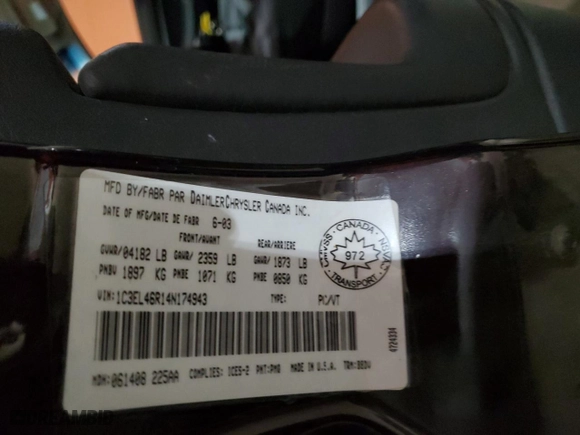 MFD BY/FABR PAR DAIMLERCHRYSLER CANADA INC.
DATE OF MFG/DATE DE FABR 6-03
FRONT/AVANT REAR/ARRIERE
GVWR/04182 LB GAWR/ 2359 LB GAWR/ 1873 LB
PNBV 1897 KG PNBE 1071 KG PNBE 0850 KG
VIN:1C3EL46R14N174943 TYPE: PC/VT
CANADA
972
TRANSPORT
4724334
MDH:061408 225AA COMPLIES: ICES-2 PNT:PMB MADE IN U.S.A. TRM:BEDV